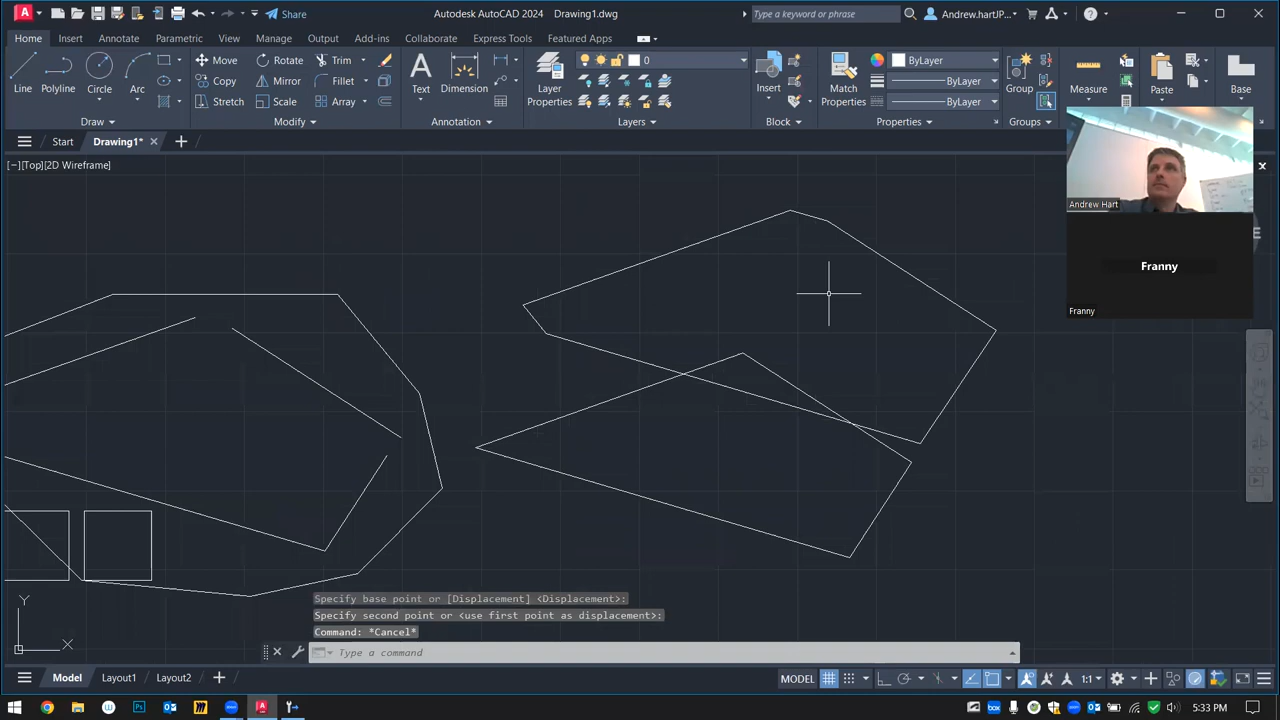 Share
Autodesk AutoCAD 2024 Drawing1.dwg
Type a keyword or phrase
Andrew.hartJP...
Home Insert Annotate Parametric View Manage Output Add-ins Collaborate Express Tools Featured Apps
Line Polyline Circle Arc
Move Rotate Trim
Copy Mirror Fillet
Stretch Scale Array
Text Dimension
Layer Properties
0
Insert
Match Properties
ByLayer
ByLayer
ByLayer
Group
Measure
Paste
Base
Draw Modify Annotation Layers Block Properties Groups
Start Drawing1*
[−][Top][2D Wireframe]
Andrew Hart
Franny
Franny
Specify base point or [Displacement] <Displacement>:
Specify second point or <use first point as displacement>:
Command: *Cancel*
Type a command
Y
X
Model Layout1 Layout2
MODEL
1:1
5:33 PM